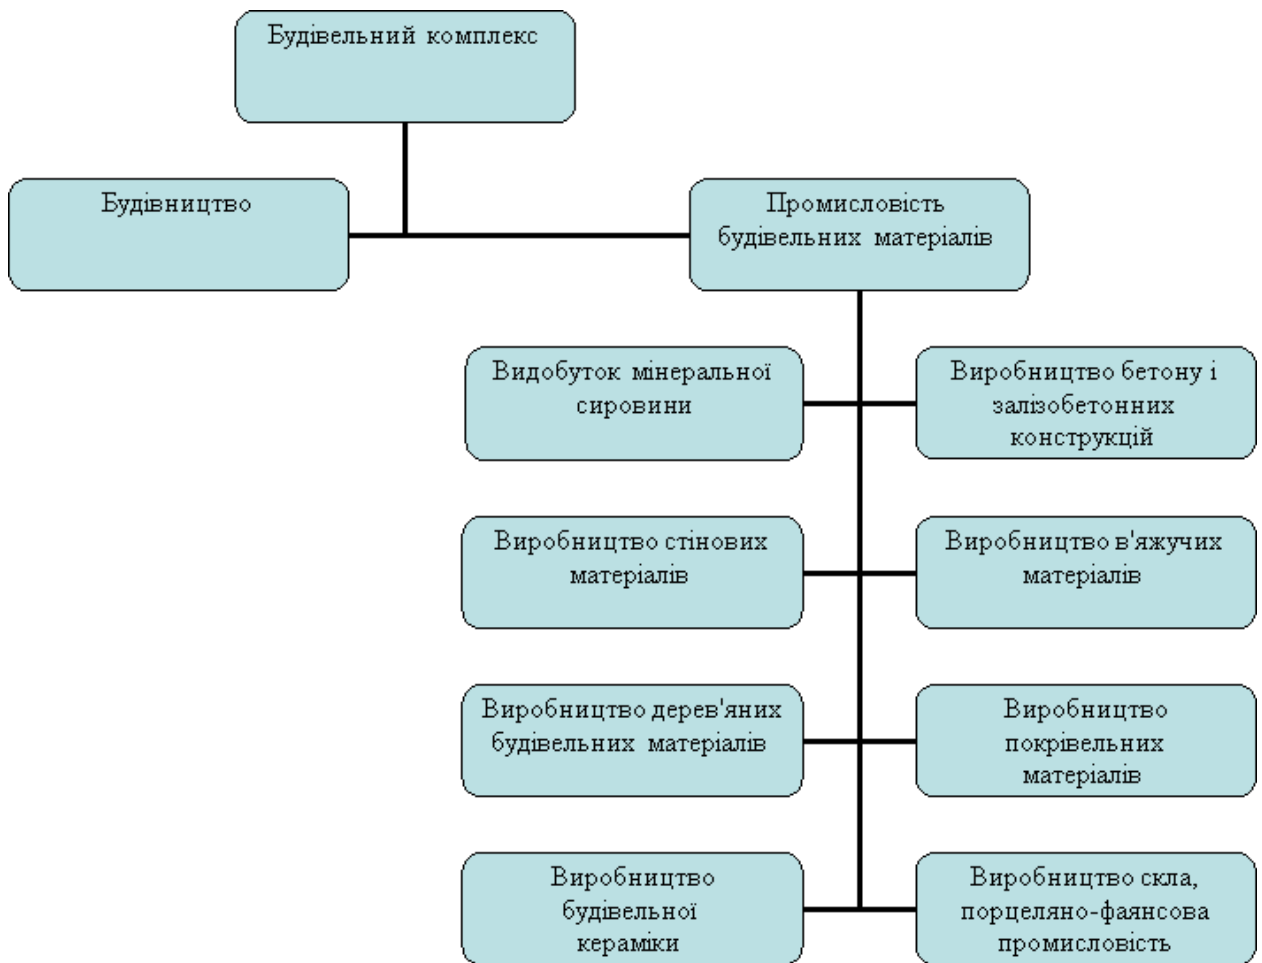 Будівельний комплекс
Будівництво
Промисловість
будівельних матеріалів
Видобуток мінеральної
сировини
Виробництво бетону і
залізобетонних
конструкцій
Виробництво стінових
матеріалів
Виробництво в'яжучих
матеріалів
Виробництво дерев'яних
будівельних матеріалів
Виробництво
покрівельних
матеріалів
Виробництво
будівельної
кераміки
Виробництво скла,
порцеляно-фаянсова
промисловість